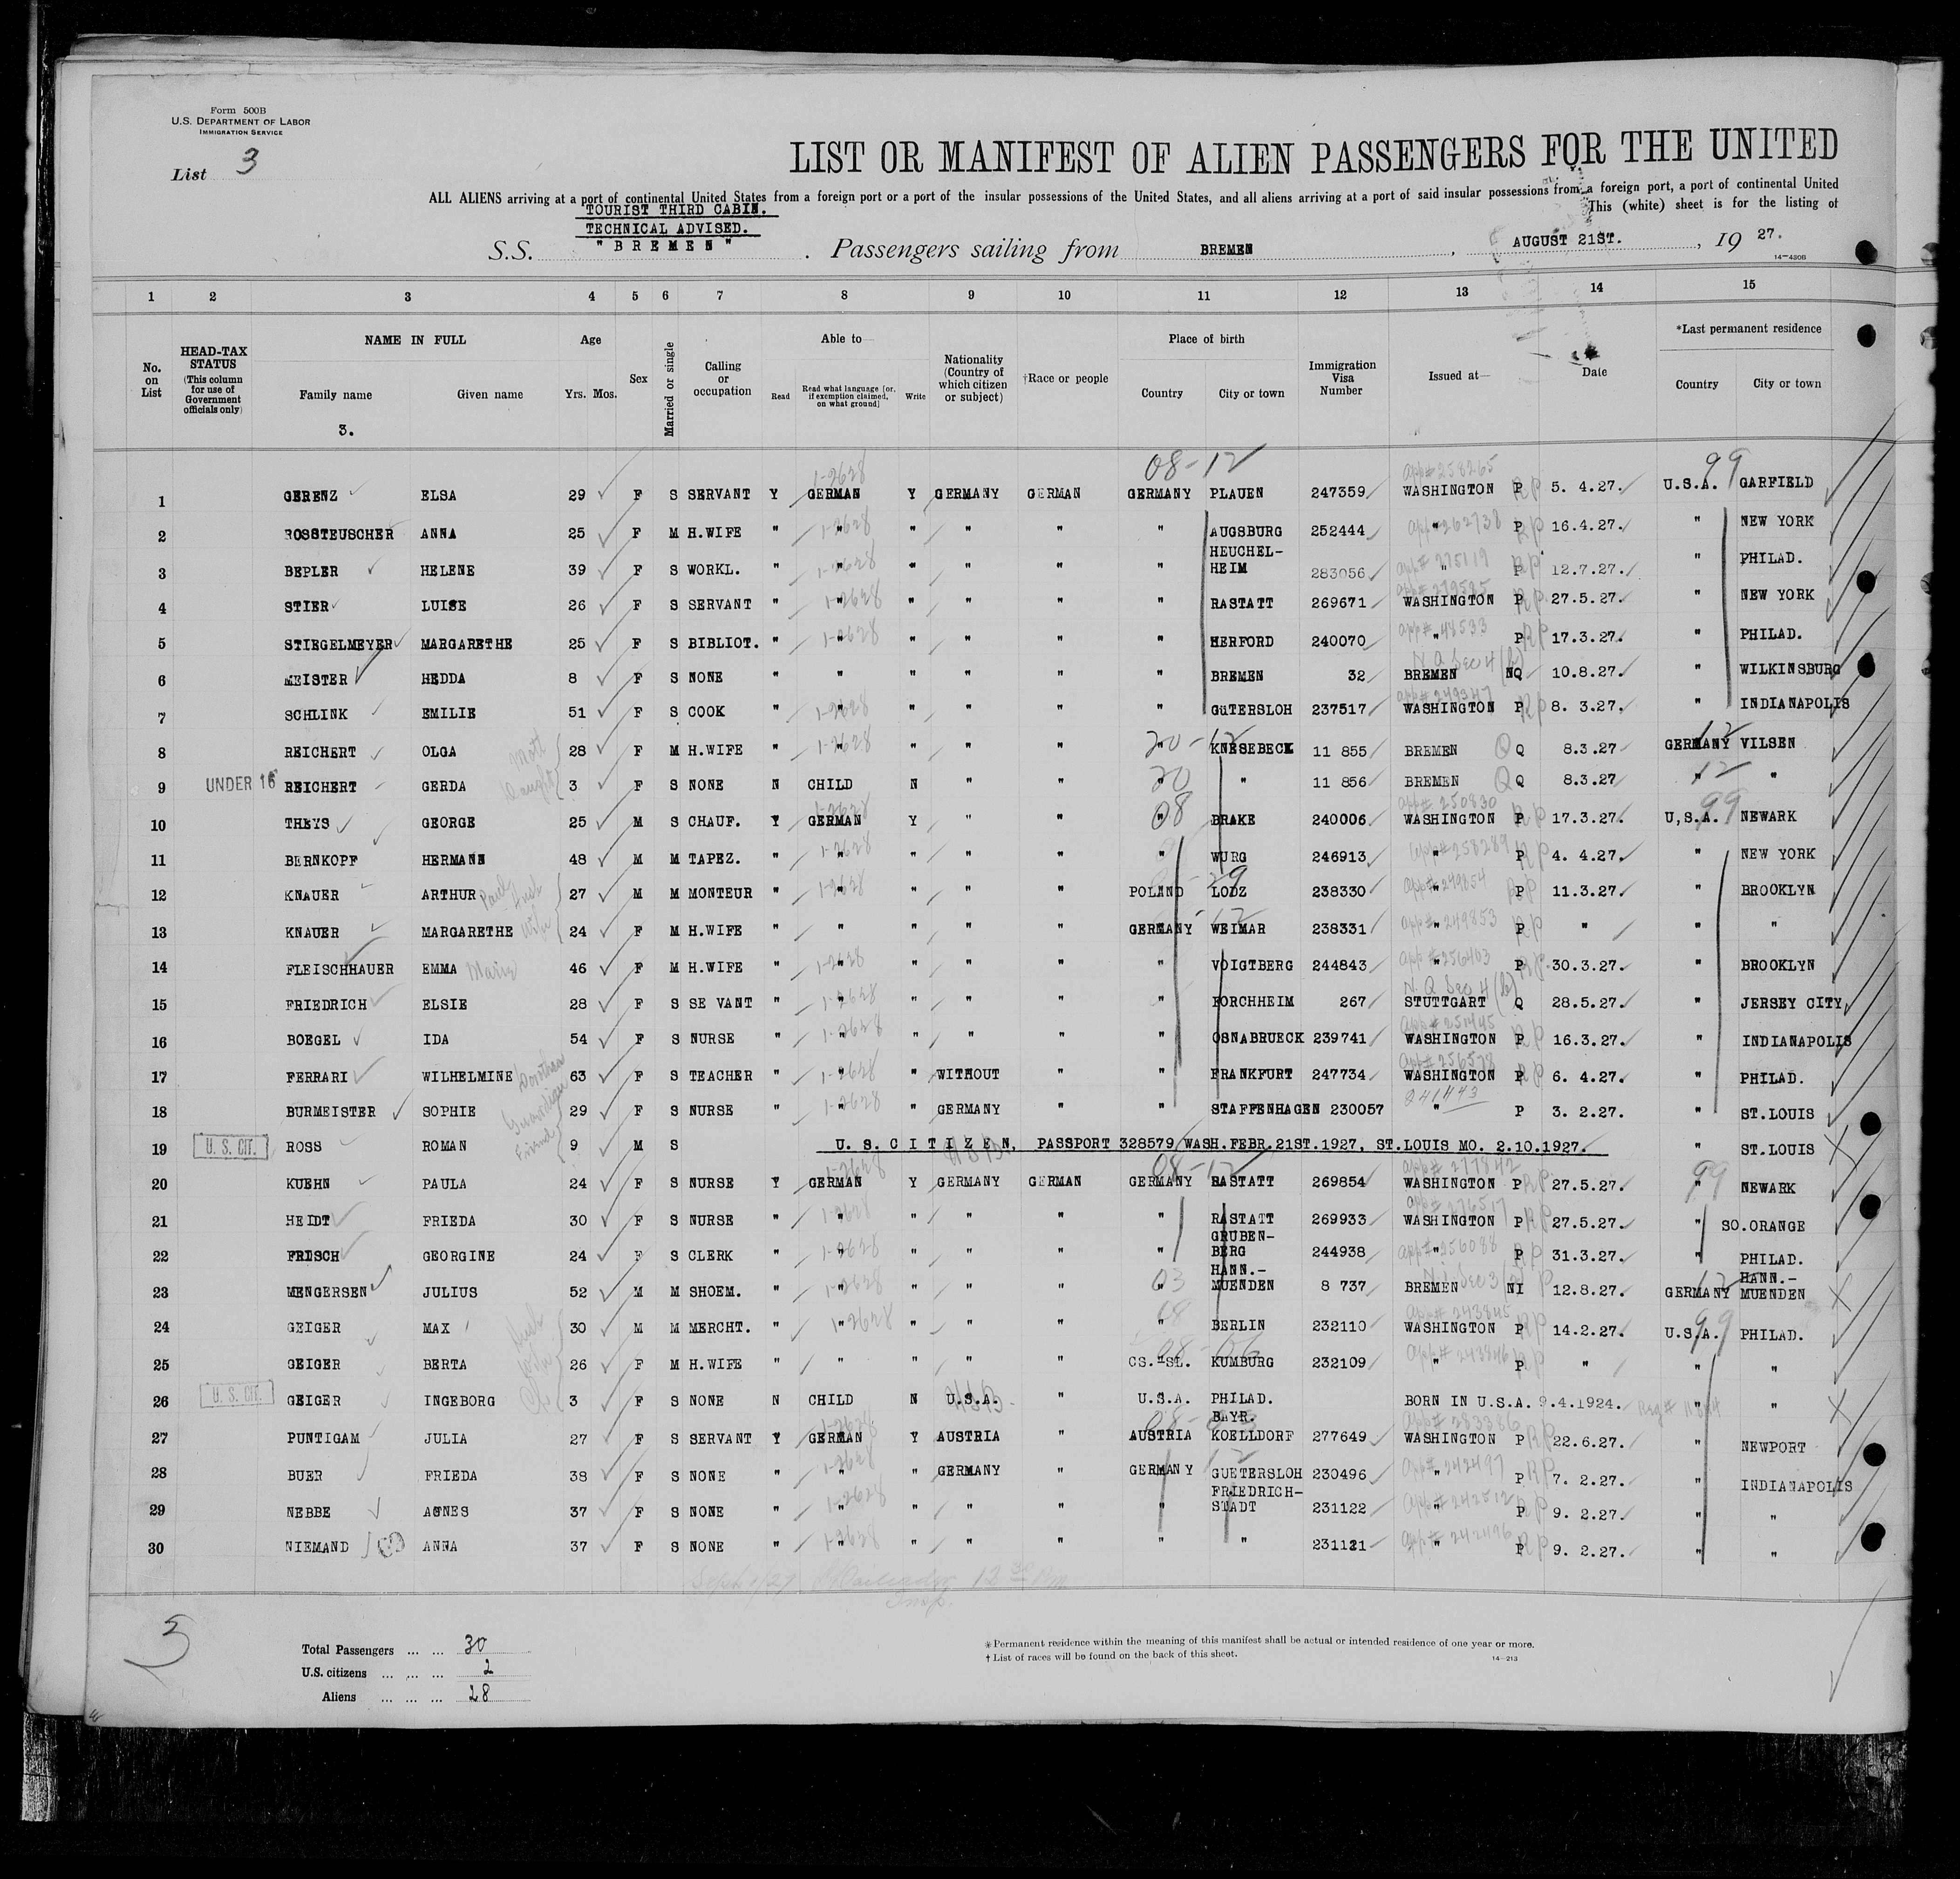 Form 500B
U.S. DEPARTMENT OF LABOR
IMMIGRATION SERVICE
List 3
LIST OR MANIFEST OF ALIEN PASSENGERS FOR THE UNITED
ALL ALIENS arriving at a port of continental United States from a foreign port or a port of the insular possessions of the United States, and all aliens arriving at a port of said insular possessions from a foreign port, a port of continental United
This (white) sheet is for the listing of
TOURIST THIRD CABIN.
TECHNICAL ADVISED.
S.S. "BREMEN" . Passengers sailing from BREMEN , AUGUST 21ST. , 19 27.
14—430B
1 2 3 4 5 6 7 8 9 10 11 12 13 14 15
No. on List
HEAD-TAX STATUS (This column for use of Government officials only)
NAME IN FULL
Family name Given name
3.
Age
Yrs. Mos.
Sex
Married or single
Calling or occupation
Able to—
Read
Read what language [or, if exemption claimed, on what ground]
Write
Nationality (Country of which citizen or subject)
†Race or people
Place of birth
Country City or town
Immigration Visa Number
Issued at—
Date
*Last permanent residence
Country City or town
08-12 99
1 GERENZ ELSA 29 F S SERVANT Y GERMAN Y GERMANY GERMAN GERMANY PLAUEN 247359 WASHINGTON P 5. 4.27. U.S.A. GARFIELD
2 ROSSTEUSCHER ANNA 25 F M H.WIFE " " " " " " AUGSBURG 252444 " P 16.4.27. " NEW YORK
3 BEPLER HELENE 39 F S WORKL. " " " " " " HEUCHEL-
HEIM 283056 " P 12.7.27. " PHILAD.
4 STIER LUISE 26 F S SERVANT " " " " " " RASTATT 269671 WASHINGTON P 27.5.27. " NEW YORK
5 STIEGELMEYER MARGARETHE 25 F S BIBLIOT. " " " " " " HERFORD 240070 " P 17.3.27. " PHILAD.
6 MEISTER HEDDA 8 F S NONE " " " " " " BREMEN 32 BREMEN NQ 10.8.27. " WILKINSBURG
7 SCHLINK EMILIE 51 F S COOK " " " " " " GüTERSLOH 237517 WASHINGTON P 8. 3.27. " INDIANAPOLIS
8 REICHERT OLGA 28 F M H.WIFE " " " " " " KNESEBECK 11 855 BREMEN Q 8.3.27 GERMANY VILSEN
9 UNDER 16 REICHERT GERDA 3 F S NONE N CHILD N " " " " 11 856 BREMEN Q 8.3.27 " "
10 THEYS GEORGE 25 M S CHAUF. Y GERMAN Y " " " BRAKE 240006 WASHINGTON P 17.3.27. U,S.A. NEWARK
11 BERNKOPF HERMANN 48 M M TAPEZ. " " " " " " WURG 246913 " P 4. 4.27. " NEW YORK
12 KNAUER ARTHUR 27 M M MONTEUR " " " " " POLAND LODZ 238330 " P 11.3.27. " BROOKLYN
13 KNAUER MARGARETHE 24 F M H.WIFE " " " " " GERMANY WEIMAR 238331 " P " " "
14 FLEISCHHAUER EMMA 46 F M H.WIFE " " " " " " VOIGTBERG 244843 " P 30.3.27. " BROOKLYN
15 FRIEDRICH ELSIE 28 F S SE VANT " " " " " " FORCHHEIM 267 STUTTGART Q 28.5.27. " JERSEY CITY
16 BOEGEL IDA 54 F S NURSE " " " " " " OSNABRUECK 239741 WASHINGTON P 16.3.27. " INDIANAPOLIS
17 FERRARI WILHELMINE 63 F S TEACHER " " " WITHOUT " " FRANKFURT 247734 WASHINGTON P 6. 4.27. " PHILAD.
18 BURMEISTER SOPHIE 29 F S NURSE " " " GERMANY " " STAFFENHAGEN 230057 " P 3. 2.27. " ST.LOUIS
19 U. S. CIT. ROSS ROMAN 9 M S U. S. C I T I Z E N, PASSPORT 328579 WASH.FEBR.21ST.1927, ST.LOUIS MO. 2.10.1927. " ST.LOUIS
20 KUEHN PAULA 24 F S NURSE Y GERMAN Y GERMANY GERMAN GERMANY RASTATT 269854 WASHINGTON P 27.5.27. " NEWARK
21 HEIDT FRIEDA 30 F S NURSE " " " " " " RASTATT 269933 WASHINGTON P 27.5.27. " SO.ORANGE
22 FRISCH GEORGINE 24 F S CLERK " " " " " " GRUBEN-
BERG 244938 " P 31.3.27. " PHILAD.
23 MENGERSEN JULIUS 52 M M SHOEM. " " " " " " HANN.-
MUENDEN 8 737 BREMEN NI 12.8.27. GERMANY HANN.-
MUENDEN
24 GEIGER MAX 30 M M MERCHT. " " " " " " BERLIN 232110 WASHINGTON P 14.2.27. U.S.A. PHILAD.
25 GEIGER BERTA 26 F M H.WIFE " " " " " CS.-SL. KUMBURG 232109 " P " " "
26 U. S. CIT. GEIGER INGEBORG 3 F S NONE N CHILD N U.S.A. " U.S.A. PHILAD. BORN IN U.S.A. 9.4.1924. " "
27 PUNTIGAM JULIA 27 F S SERVANT Y GERMAN Y AUSTRIA " AUSTRIA BAYR.
KOELLDORF 277649 WASHINGTON P 22.6.27. " NEWPORT
28 BUER FRIEDA 38 F S NONE " " " GERMANY " GERMANY GUETERSLOH 230496 " P 7. 2.27. " INDIANAPOLIS
29 NEBBE AGNES 37 F S NONE " " " " " " FRIEDRICH-
STADT 231122 " P 9. 2.27. " "
30 NIEMAND ANNA 37 F S NONE " " " " " " " 231121 " P 9. 2.27. " "
5
Total Passengers ... ... 30
U.S. citizens ... ... ... 2
Aliens ... ... ... 28
* Permanent residence within the meaning of this manifest shall be actual or intended residence of one year or more.
† List of races will be found on the back of this sheet.
14—213